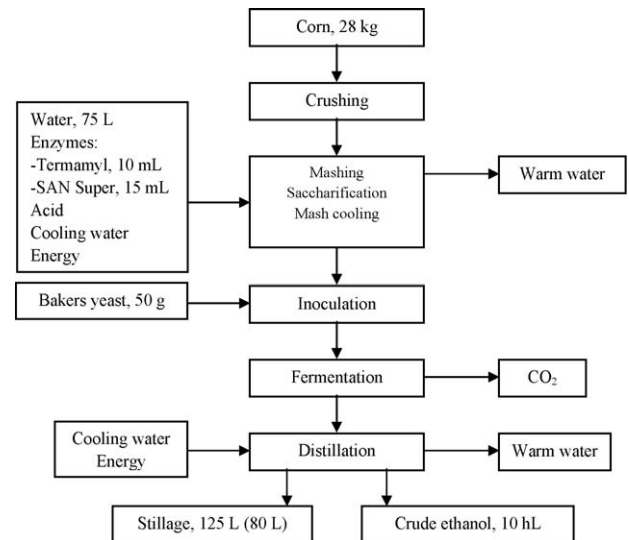 Corn, 28 kg
Crushing
Water, 75 L
Enzymes:
-Termamyl, 10 mL
-SAN Super, 15 mL
Acid
Cooling water
Energy
Mashing
Saccharification
Mash cooling
Warm water
Bakers yeast, 50 g
Inoculation
Fermentation
CO₂
Cooling water
Energy
Distillation
Warm water
Stillage, 125 L (80 L)
Crude ethanol, 10 hL